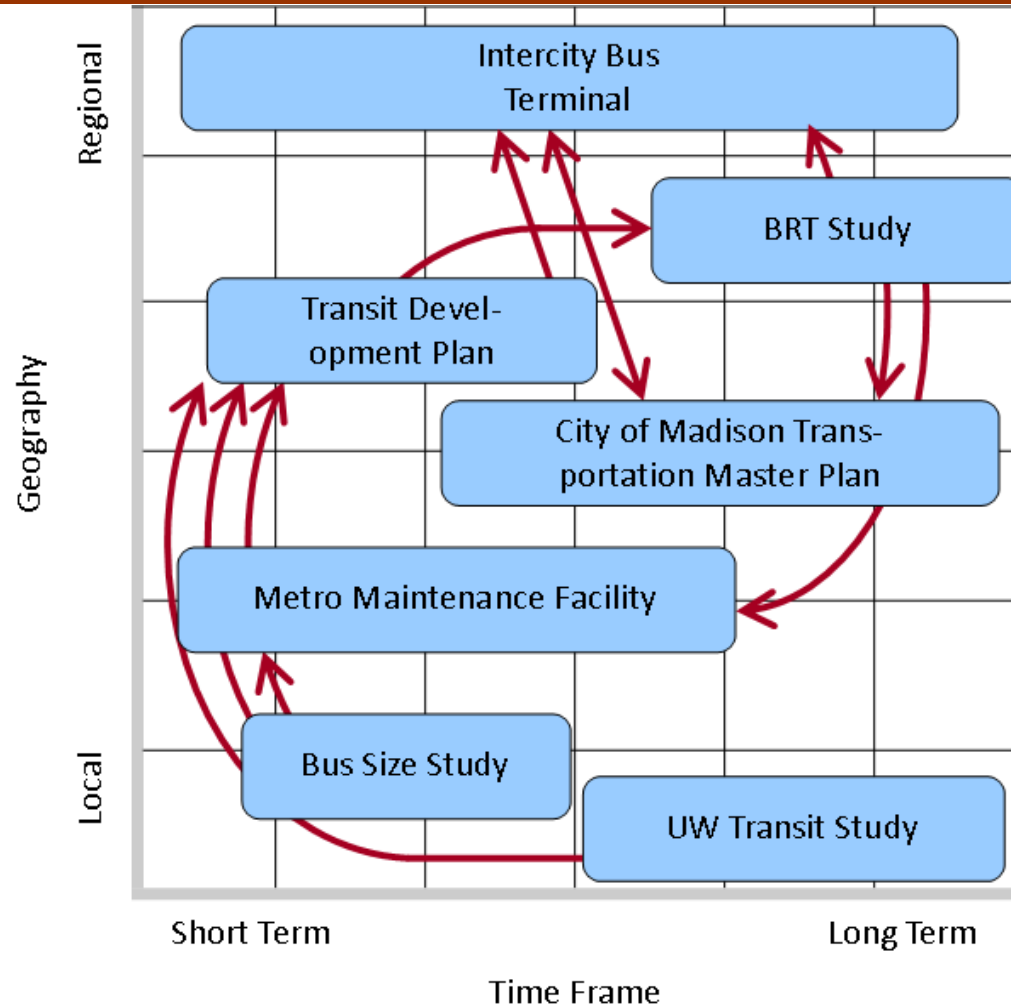 Regional
Geography
Local
Intercity Bus
Terminal
BRT Study
Transit Devel-
opment Plan
City of Madison Trans-
portation Master Plan
Metro Maintenance Facility
Bus Size Study
UW Transit Study
Short Term
Long Term
Time Frame